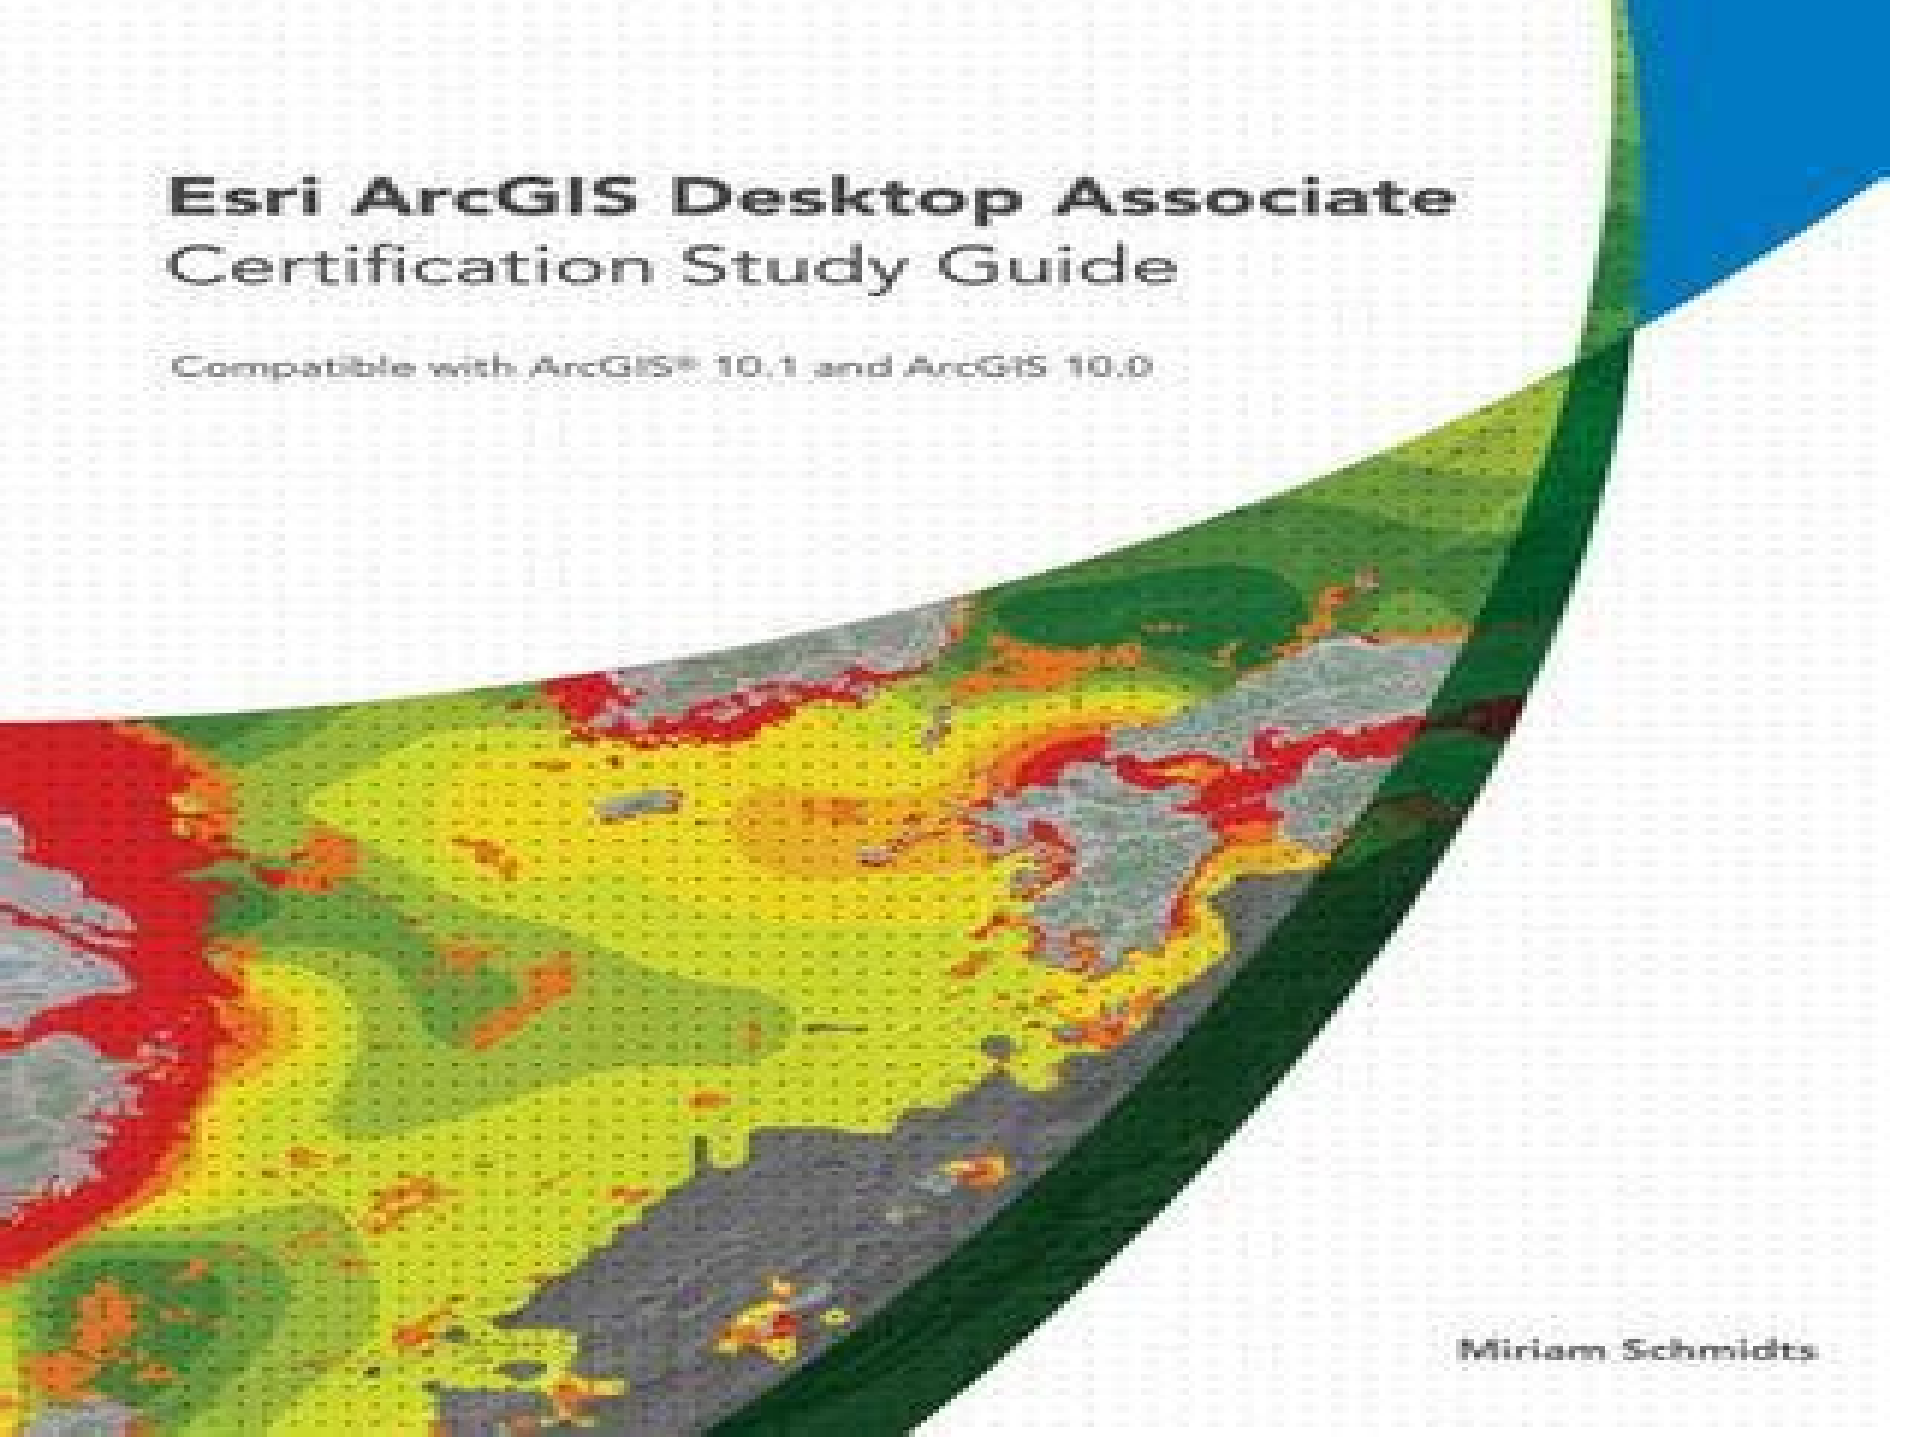 Esri ArcGIS Desktop Associate
Certification Study Guide
Compatible with ArcGIS® 10.1 and ArcGIS 10.0
Miriam Schmidts